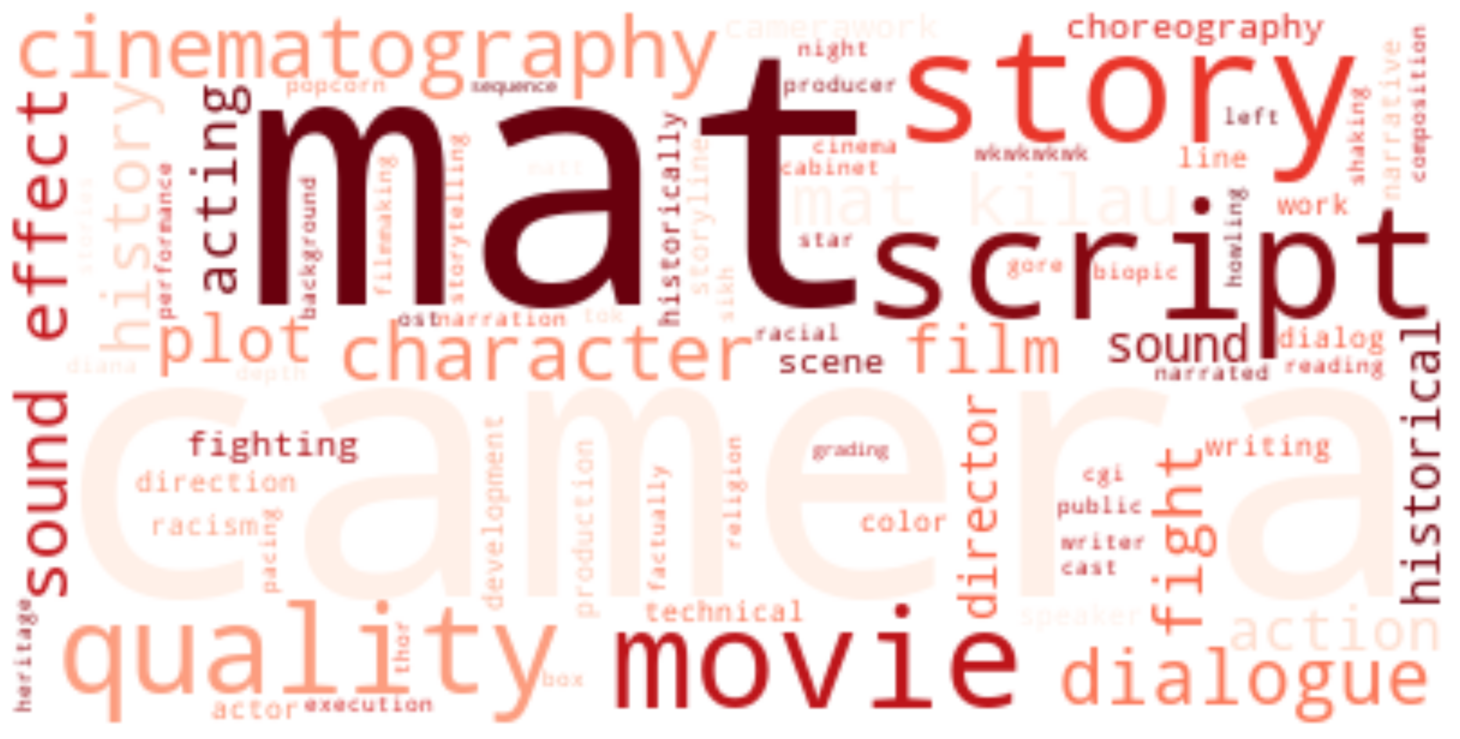 cinematography
camerawork
choreography
night
popcorn
sequence
producer
story
effect
history
acting
mat
historically
left
shaking
narrative
composition
cinema
wkwkwkwk
line
cabinet
matt
storyline
mat kilau
work
stories
performance
background
filmmaking
storytelling
sikh
star
script
howling
gore
biopic
ost
narration
tok
plot
character
racial
film
sound
dialog
scene
narrated
reading
diana
depth
historical
sound
camera
fighting
direction
racism
pacing
development
production
factually
religion
grading
color
director
cgi
public
writer
cast
fight
writing
heritage
quality
thor
technical
movie
speaker
action
dialogue
box
actor
execution